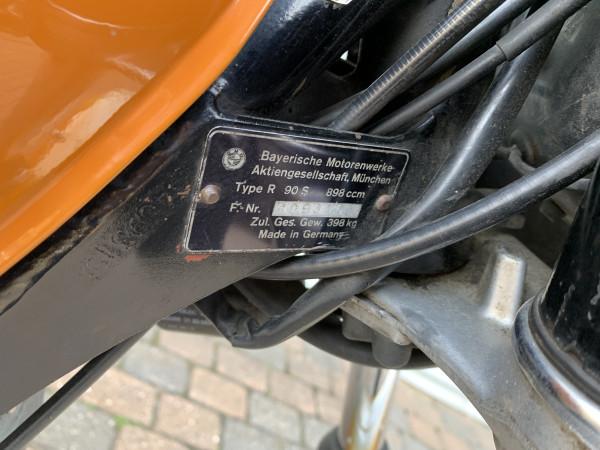 Bayerische Motorenwerke
Aktiengesellschaft, München
Type R 90 S 898 ccm
F.-Nr.
Zul. Ges. Gew. 398 kg
Made in Germany